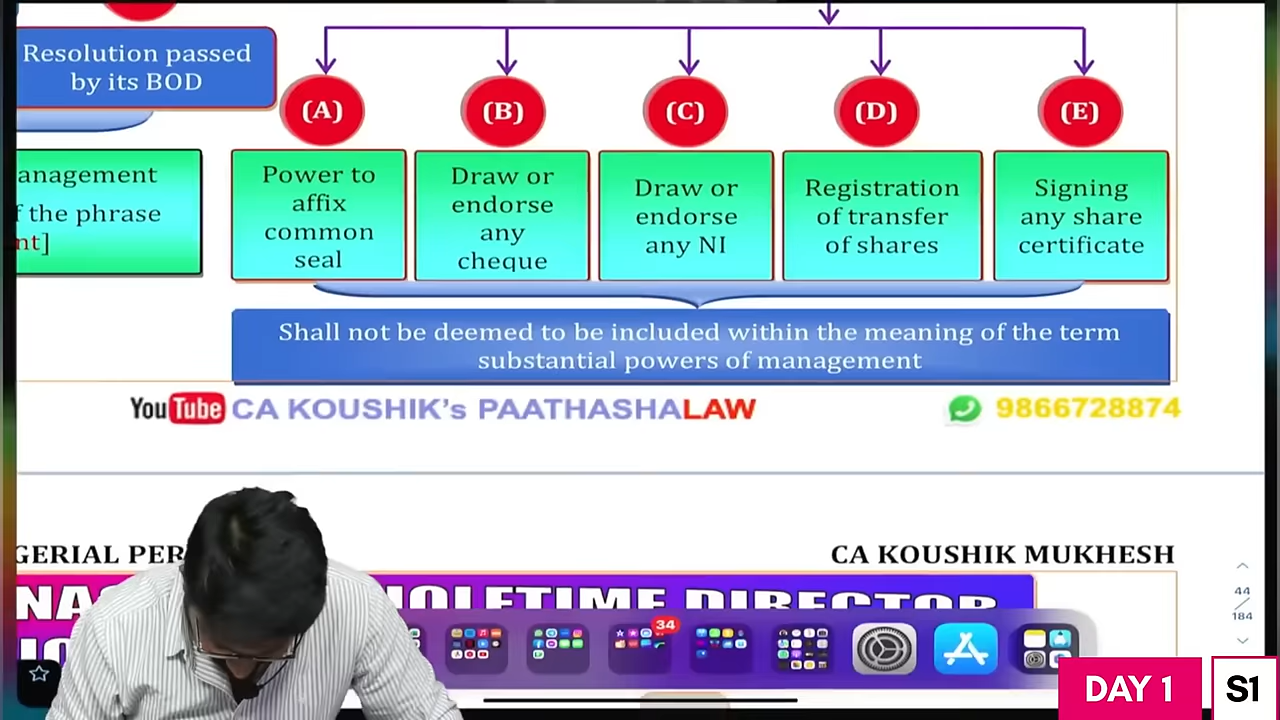 Resolution passed
by its BOD
(A)
(B)
(C)
(D)
(E)
anagement
f the phrase
nt]
Power to
affix
common
seal
Draw or
endorse
any
cheque
Draw or
endorse
any NI
Registration
of transfer
of shares
Signing
any share
certificate
Shall not be deemed to be included within the meaning of the term
substantial powers of management
YouTube CA KOUSHIK's PAATHASHALAW
9866728874
GERIAL PER
CA KOUSHIK MUKHESH
NA
HOLETIME DIRECTOR
34
44
184
DAY 1
S1